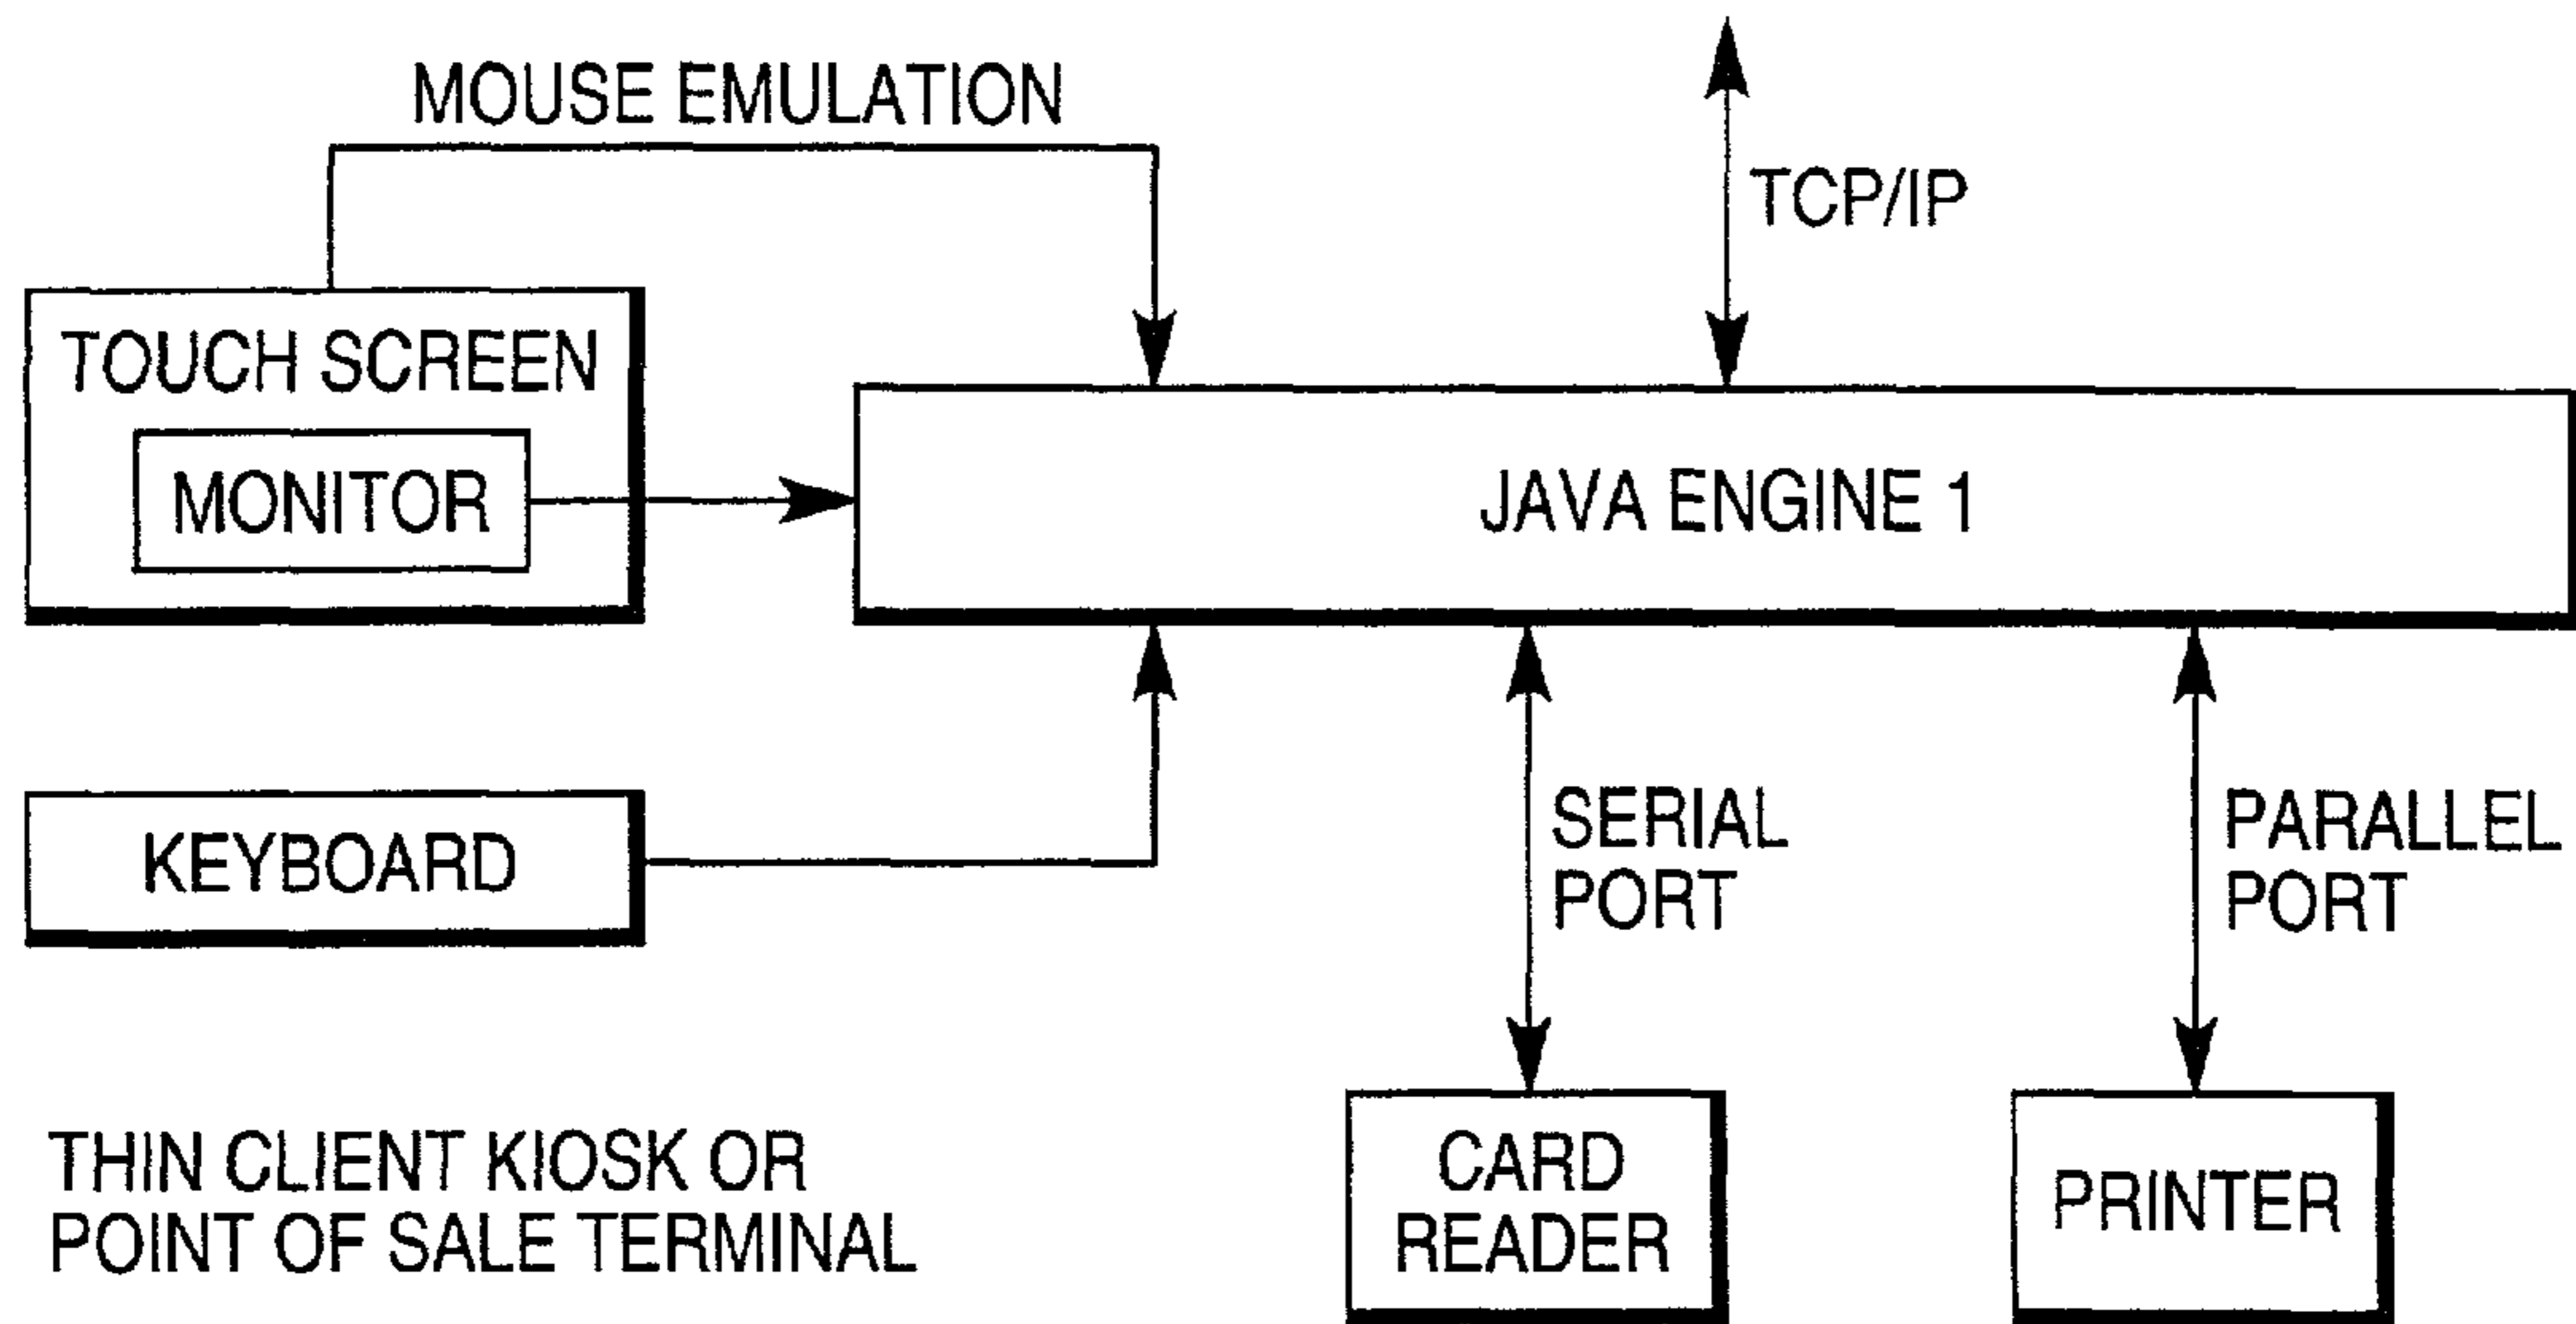 MOUSE EMULATION
TCP/IP
TOUCH SCREEN
MONITOR
JAVA ENGINE 1
KEYBOARD
SERIAL
PORT
PARALLEL
PORT
THIN CLIENT KIOSK OR
POINT OF SALE TERMINAL
CARD
READER
PRINTER